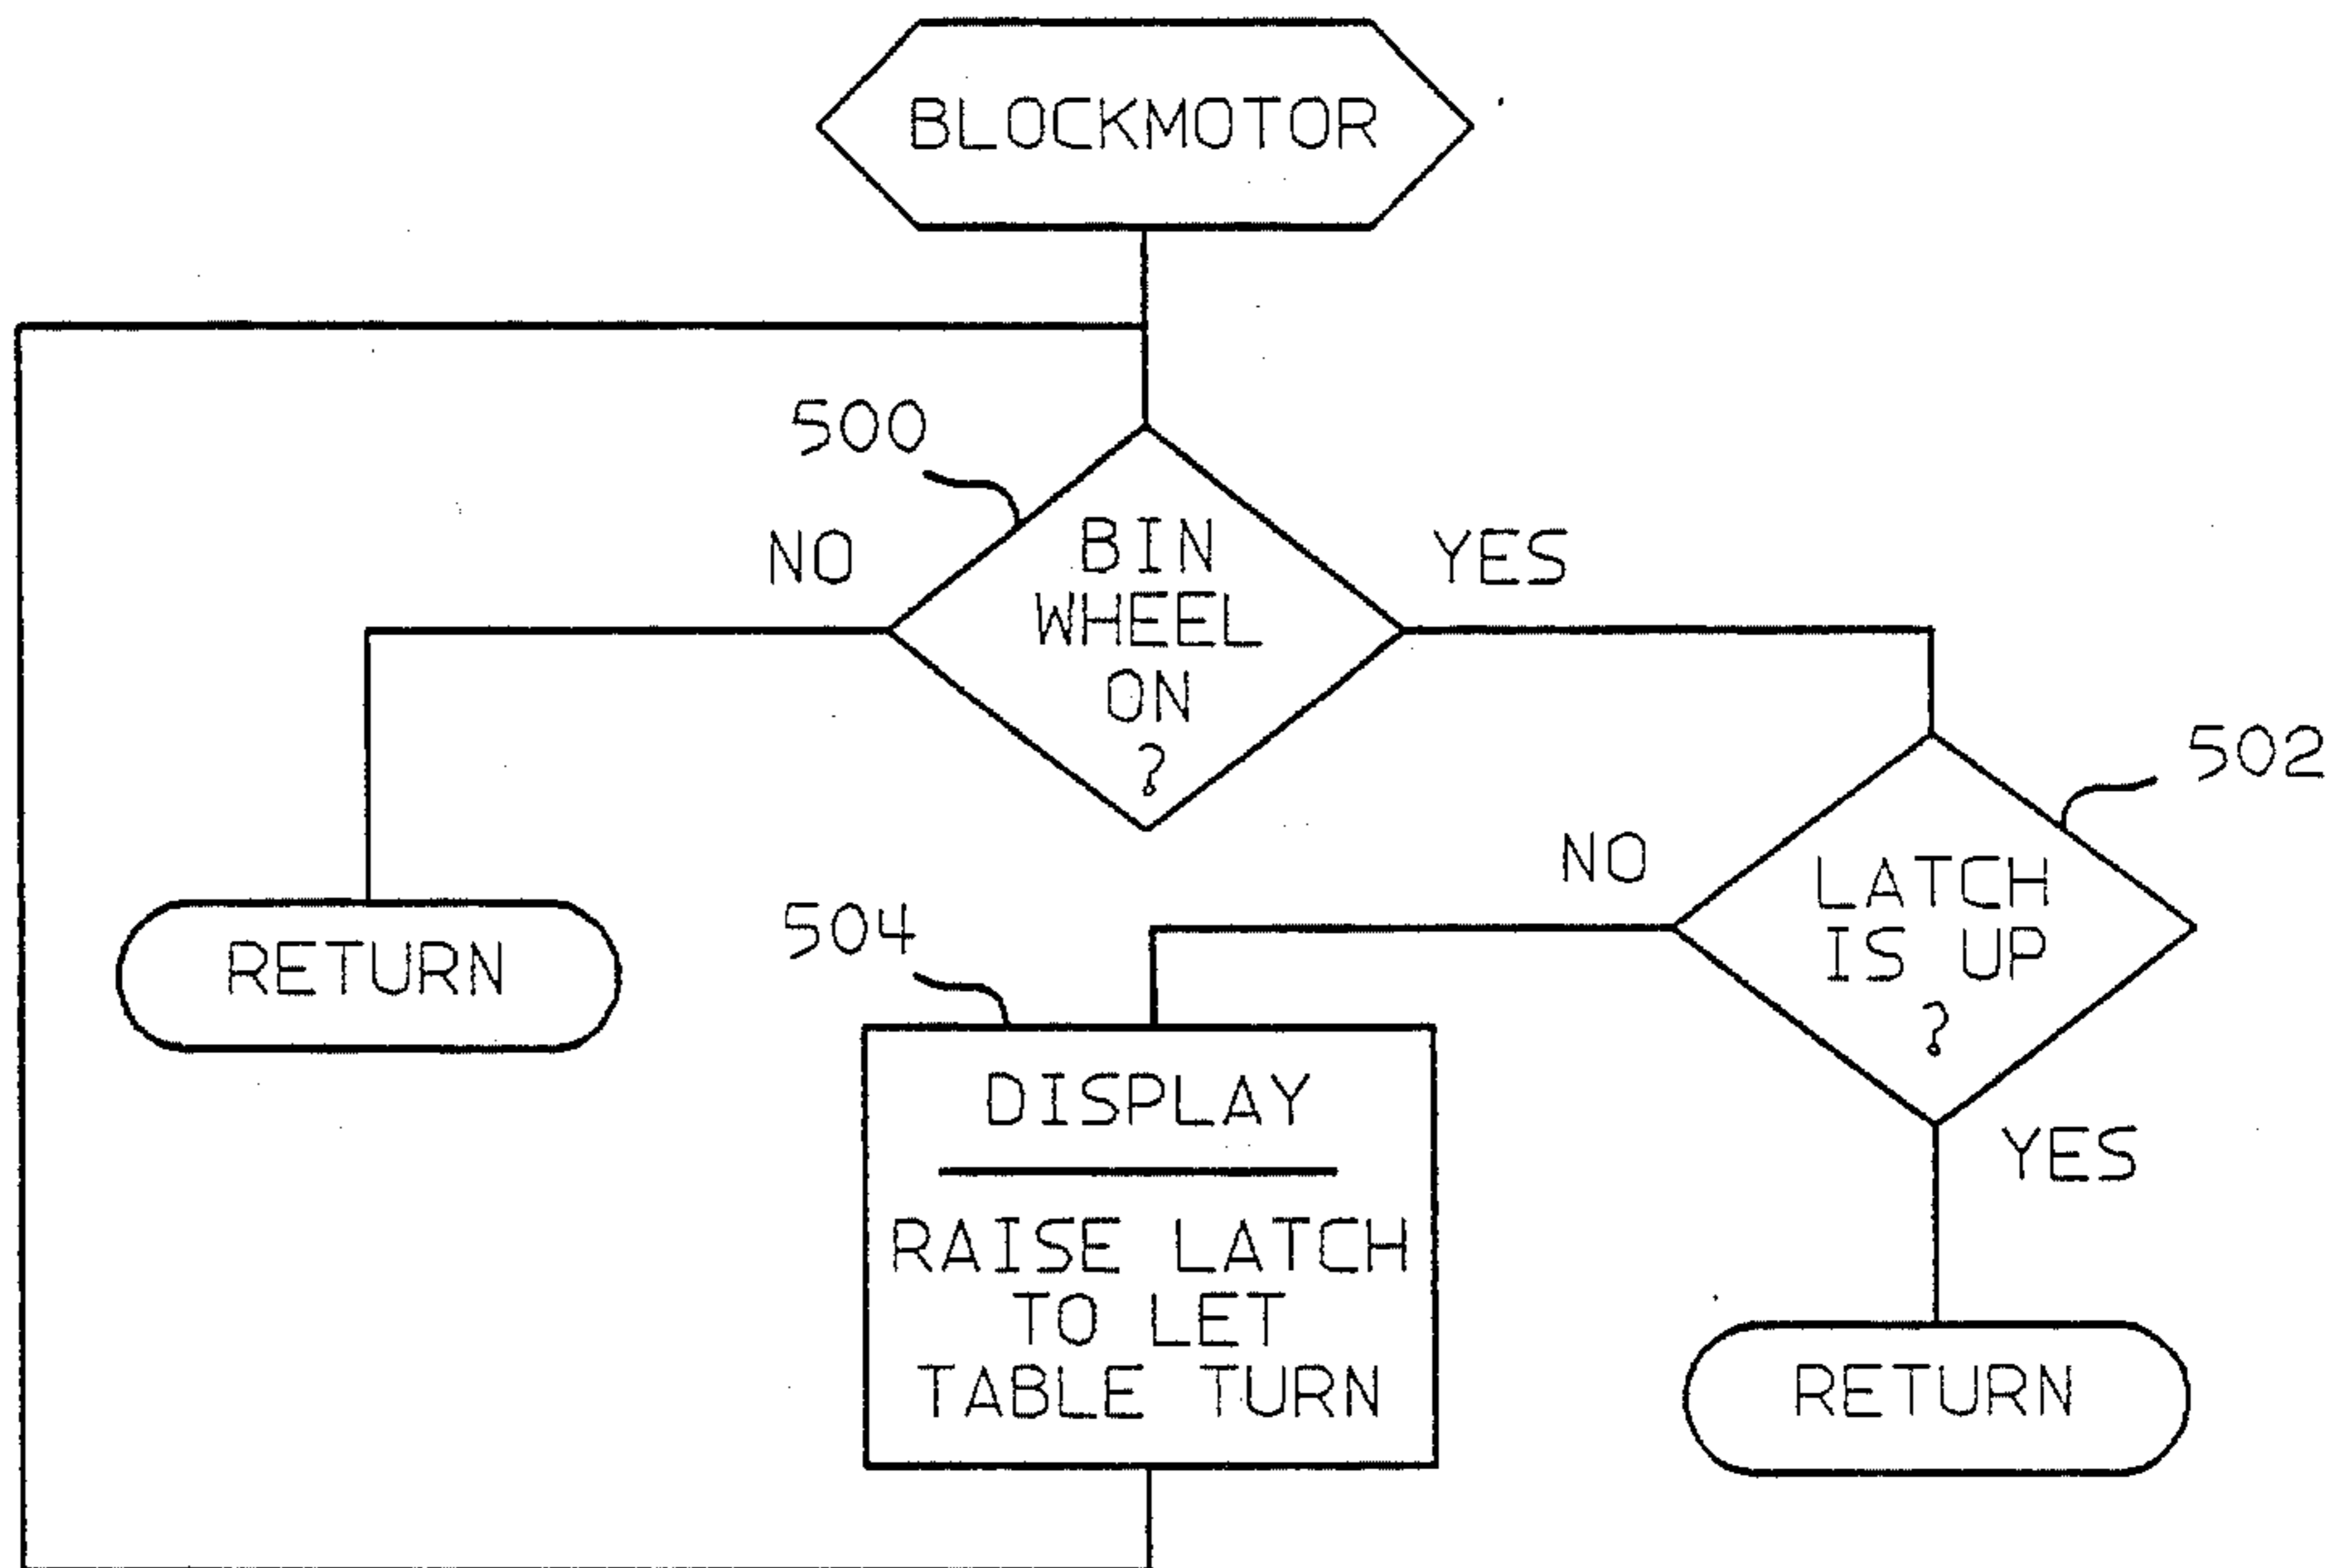 BLOCKMOTOR
500
NO
BIN
WHEEL
ON
?
YES
502
NO
LATCH
IS UP
?
YES
504
RETURN
DISPLAY
RAISE LATCH
TO LET
TABLE TURN
RETURN